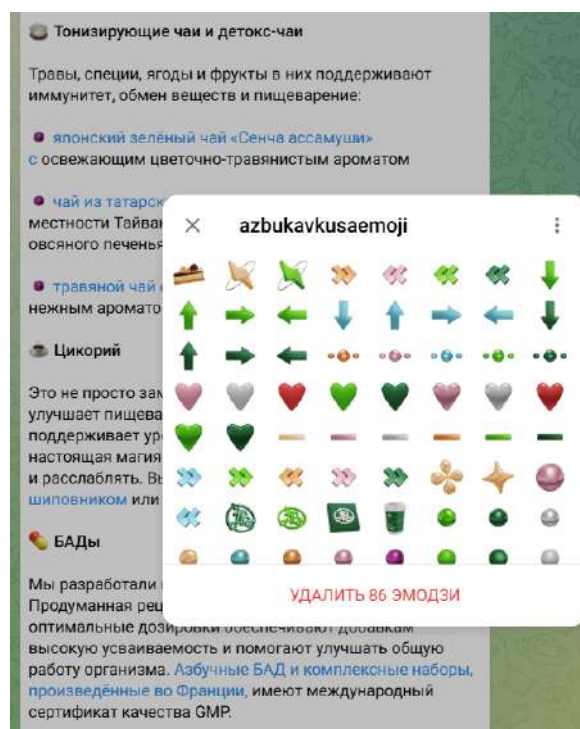 Тонизирующие чаи и детокс-чаи
Травы, специи, ягоды и фрукты в них поддерживают
иммунитет, обмен веществ и пищеварение:
японский зелёный чай «Сенча ассамуши»
с освежающим цветочно-травянистым ароматом
чай из татарск
местности Тайван
овсяного печенья
травяной чай
нежным аромато
Цикорий
Это не просто зам
улучшает пищева
поддерживает уро
настоящая магия
и расслаблять. Вы
шиповником или
БАДы
Мы разработали
Продуманная рец
оптимальные дозировки обеспечивают добавкам
высокую усваиваемость и помогают улучшать общую
работу организма. Азбучные БАД и комплексные наборы,
произведённые во Франции, имеют международный
сертификат качества GMP.
azbukavkusaemoji
УДАЛИТЬ 86 ЭМОДЗИ